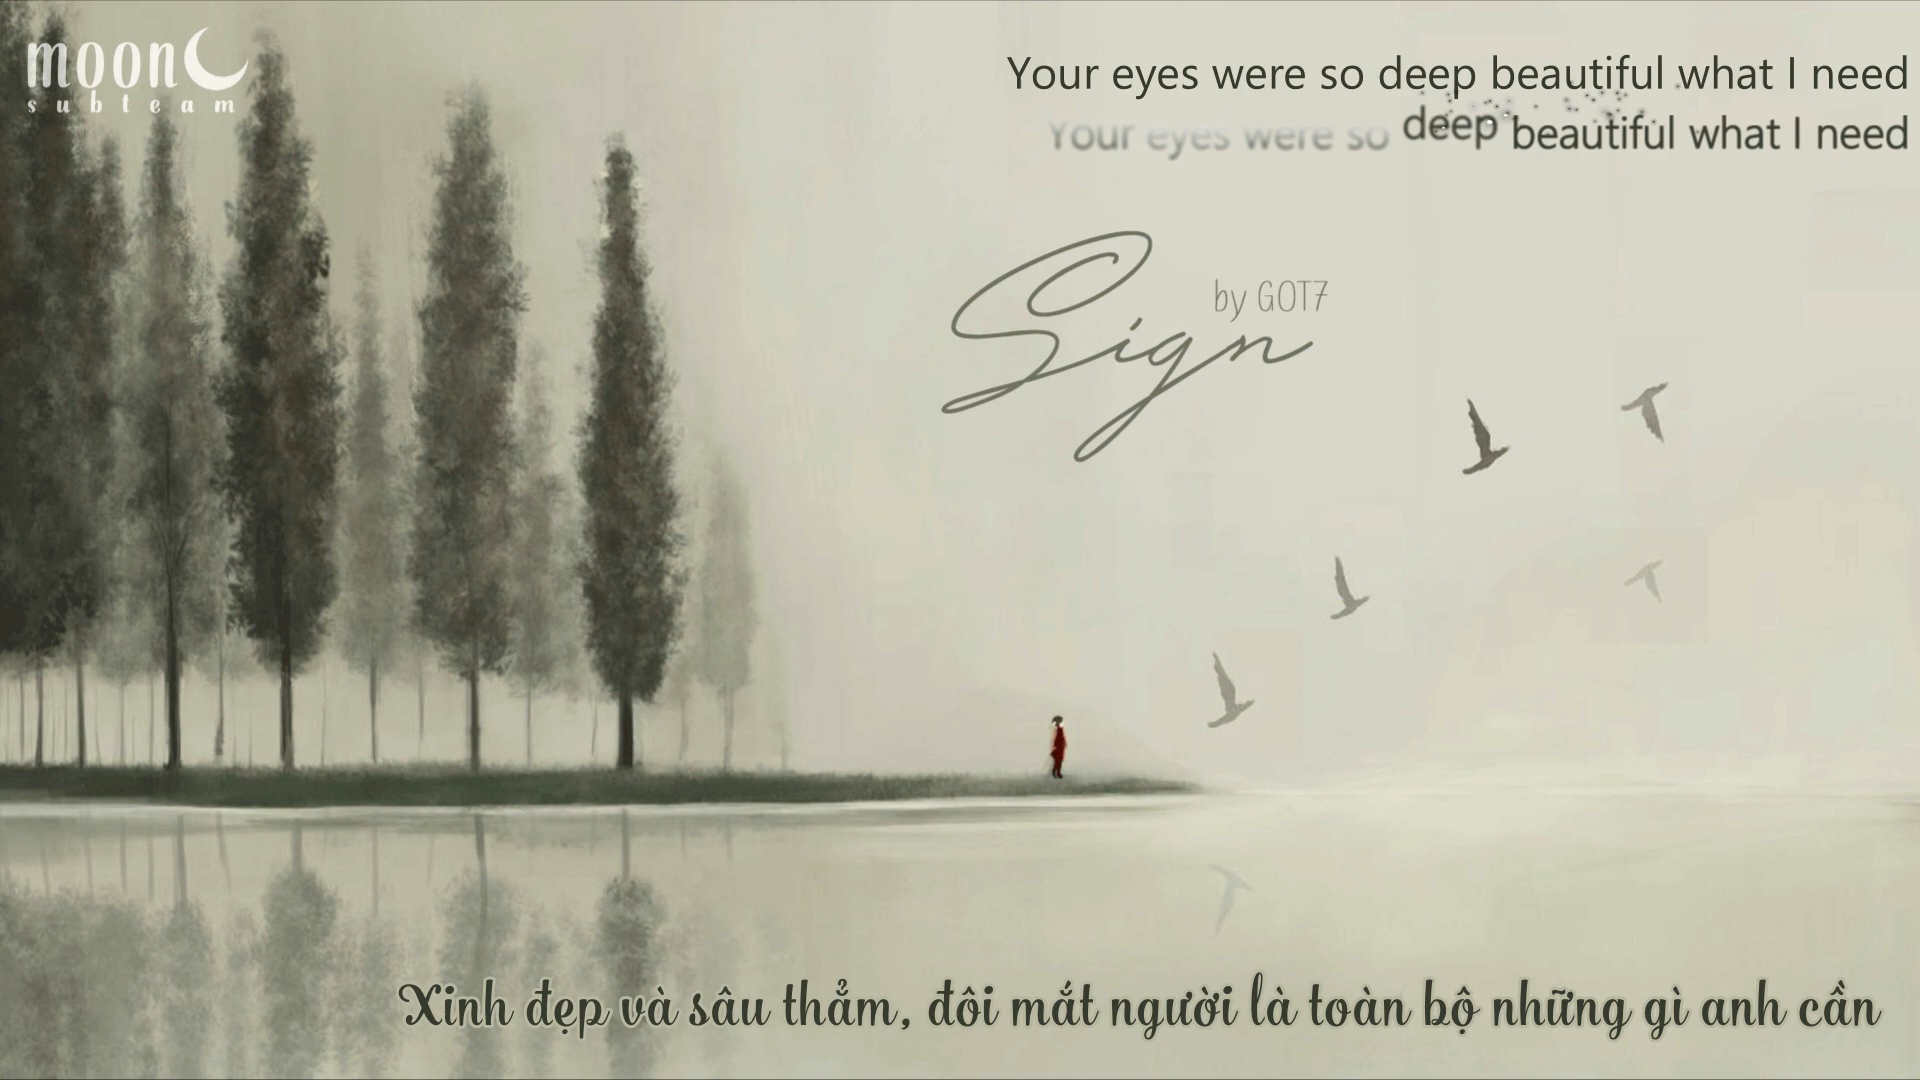 moon
subteam
Your eyes were so deep beautiful what I need
Your eyes were so deep beautiful what I need
by GOT7
Sign
Xinh đẹp và sâu thẳm, đôi mắt người là toàn bộ những gì anh cần